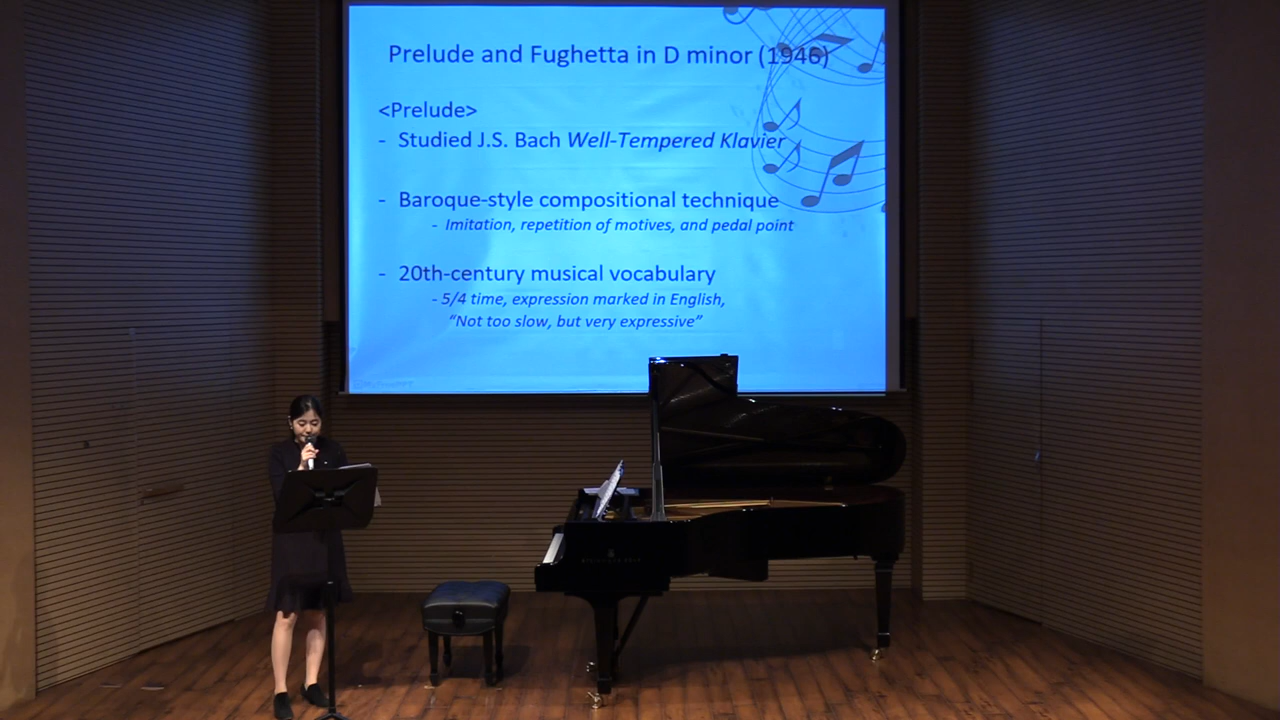 Prelude and Fughetta in D minor (1946)
<Prelude>
- Studied J.S. Bach Well-Tempered Klavier
- Baroque-style compositional technique
- Imitation, repetition of motives, and pedal point
- 20th-century musical vocabulary
- 5/4 time, expression marked in English,
"Not too slow, but very expressive"